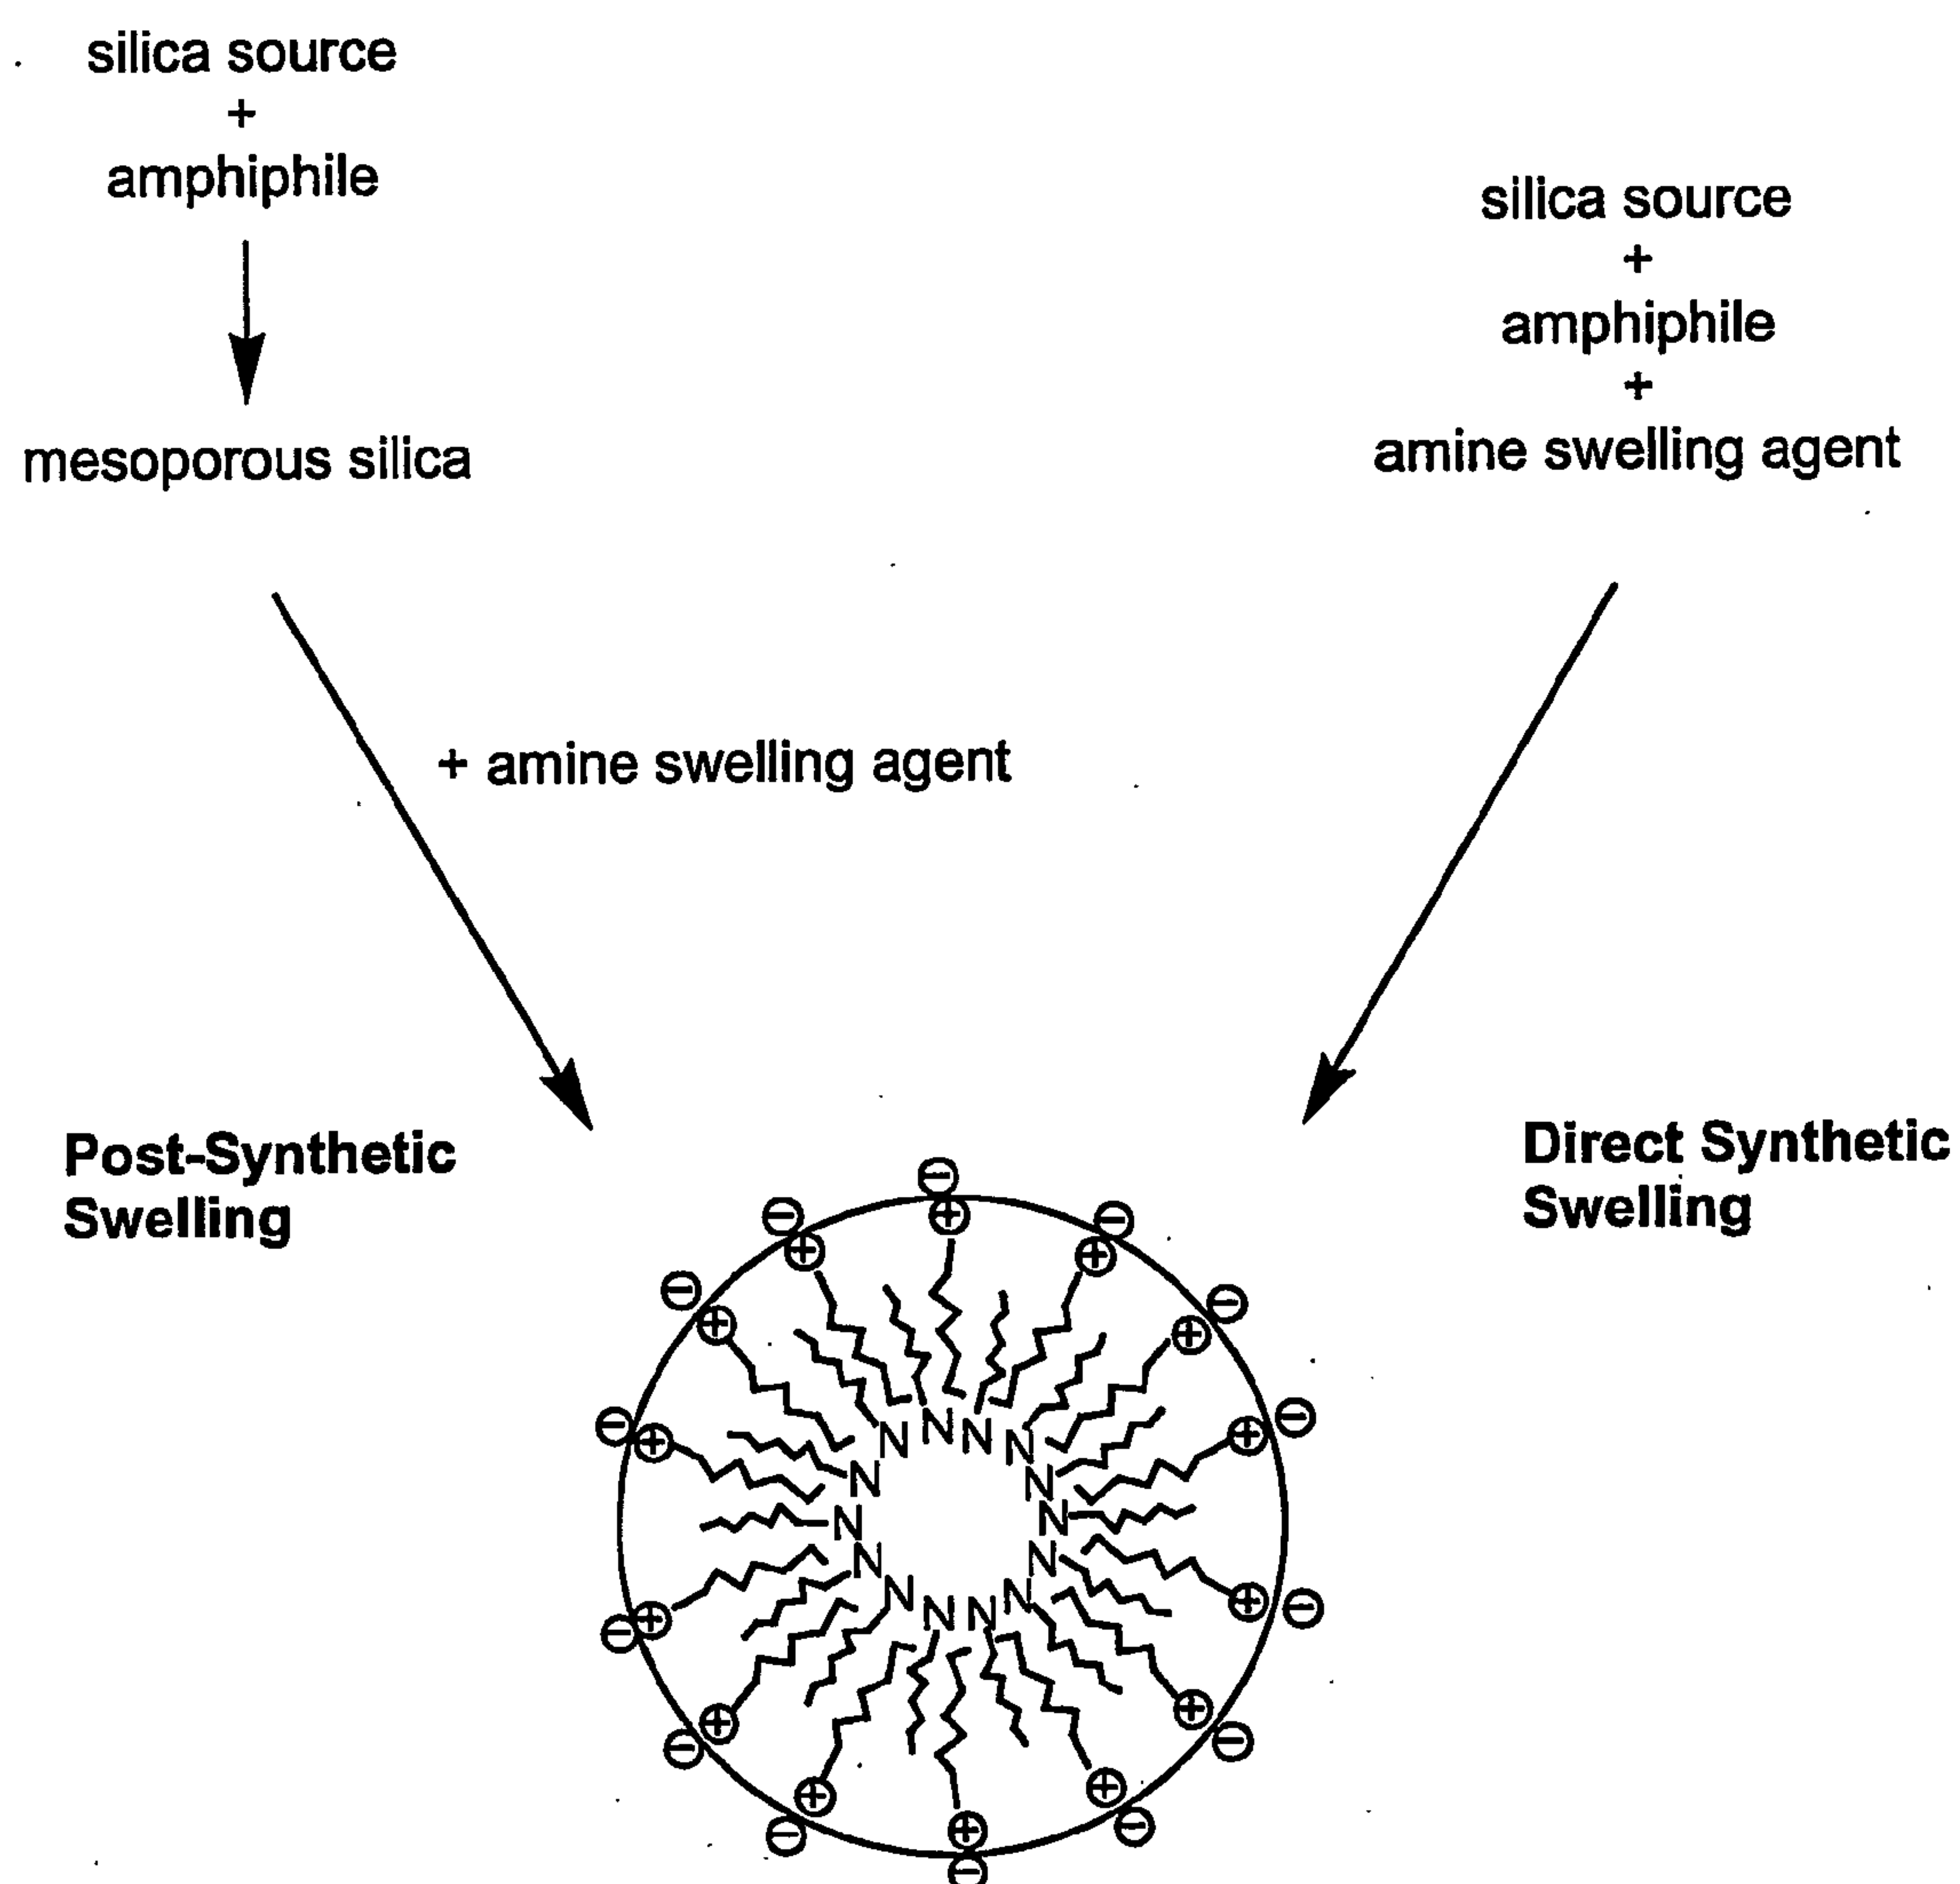 silica source
+
amphiphile
mesoporous silica
silica source
+
amphiphile
+
amine swelling agent
+ amine swelling agent
Post-Synthetic
Swelling
Direct Synthetic
Swelling
N N N N
N N
N N
N N
N N
N N